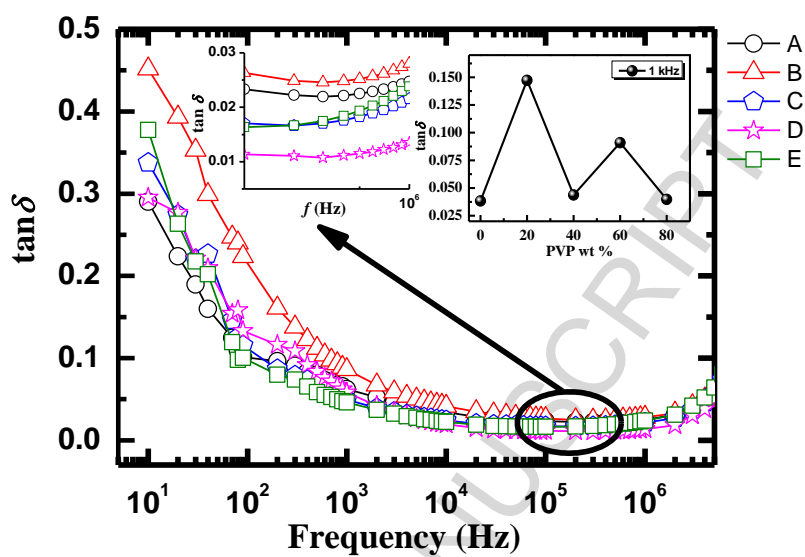 0.5
0.4
0.3
0.2
0.1
0.0
tanδ
10¹ 10² 10³ 10⁴ 10⁵ 10⁶
Frequency (Hz)
A
B
C
D
E
0.03
0.02
0.01
tan δ
f (Hz)
10⁶
0.150
0.125
0.100
0.075
0.050
0.025
tanδ
0 20 40 60 80
PVP wt %
1 kHz
USCRIPT